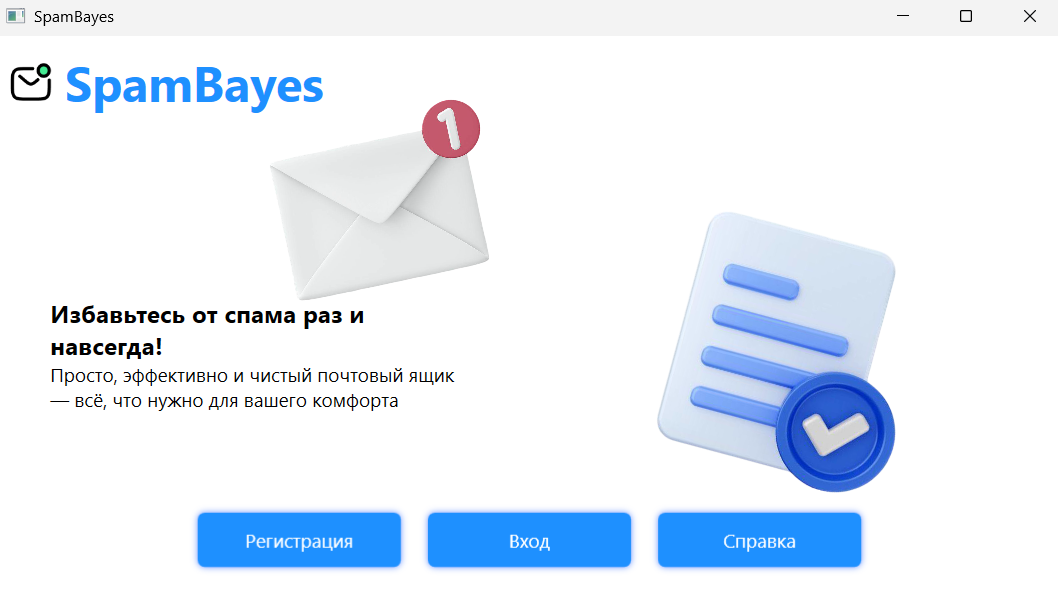 SpamBayes
SpamBayes
1
Избавьтесь от спама раз и
навсегда!
Просто, эффективно и чистый почтовый ящик
— всё, что нужно для вашего комфорта
Регистрация
Вход
Справка